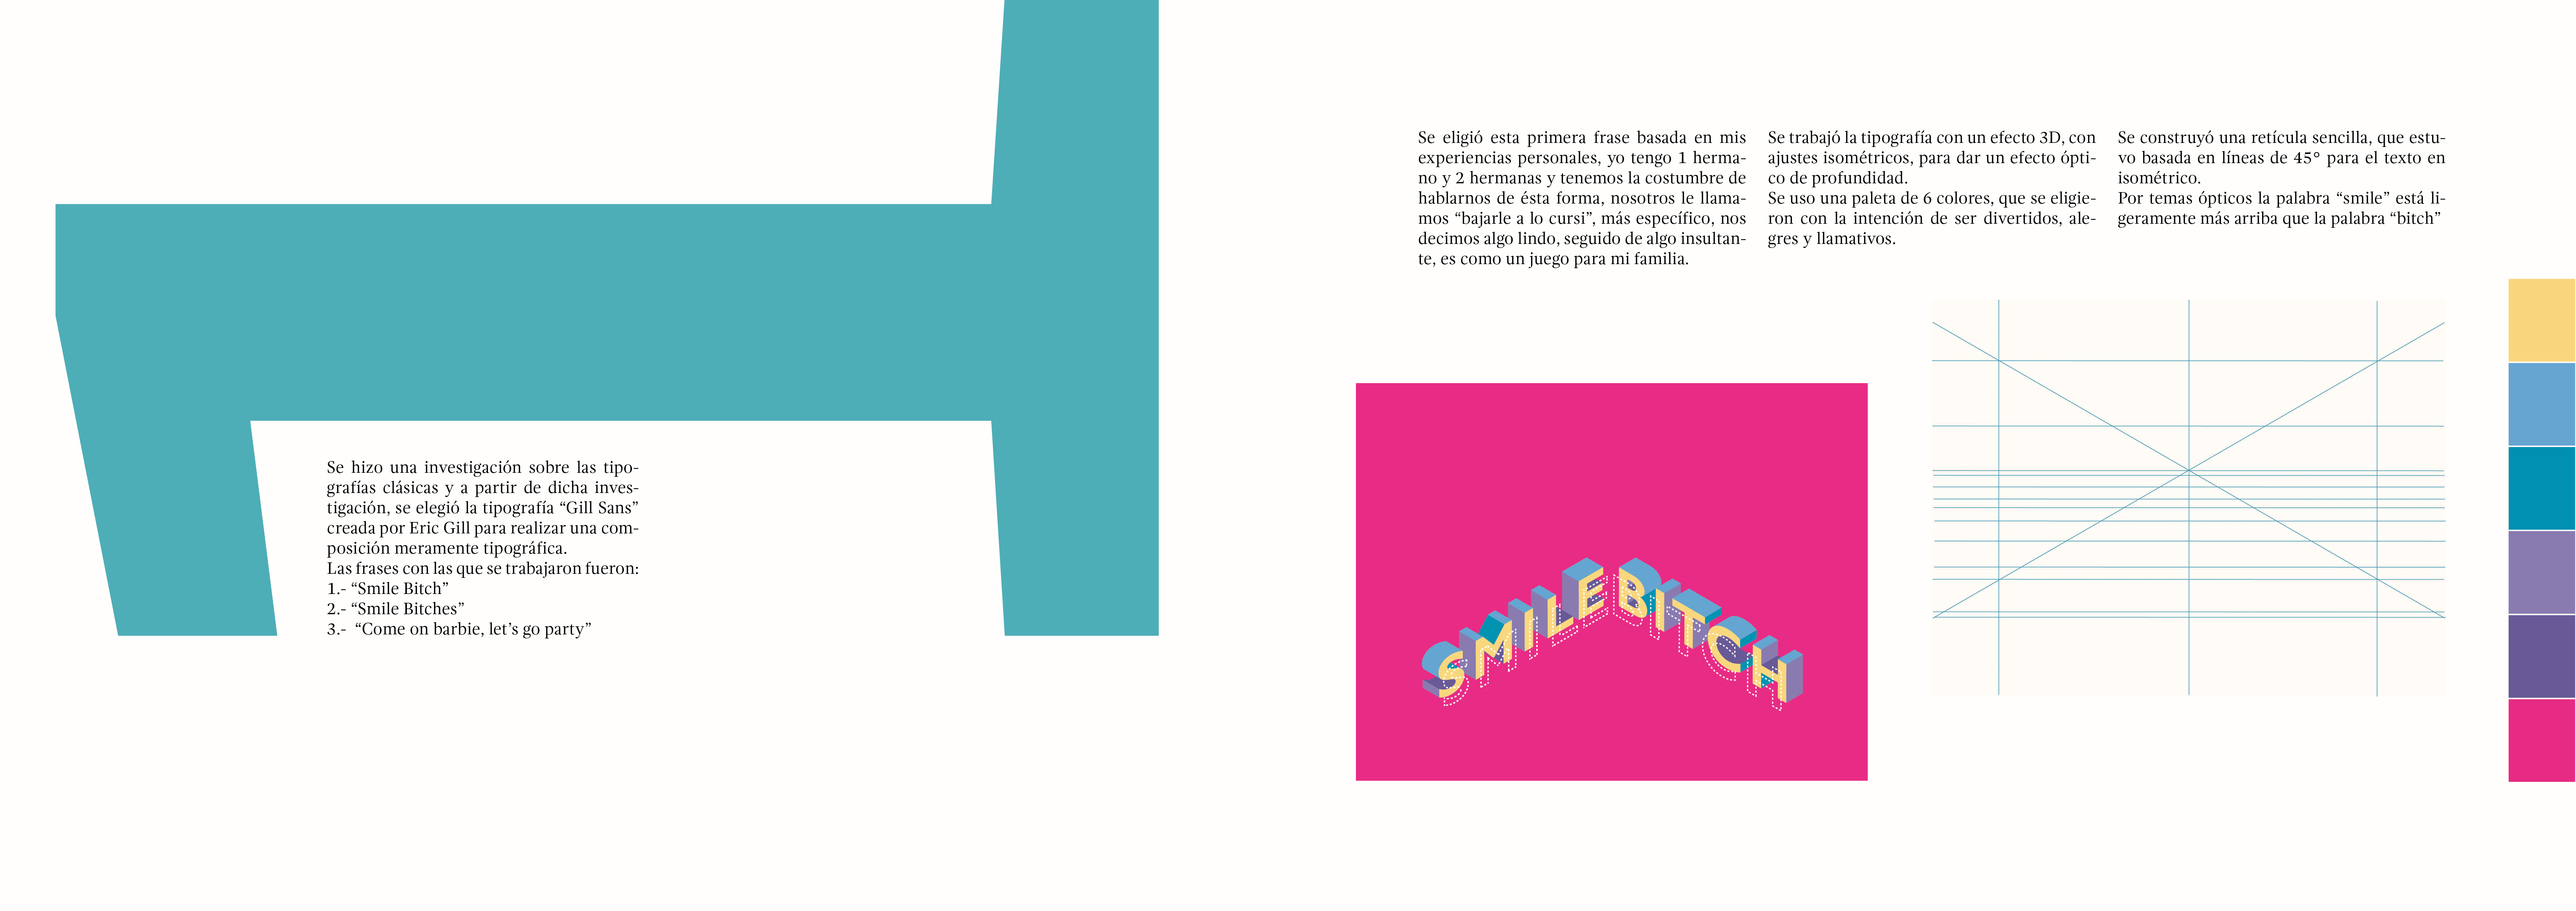 Se hizo una investigación sobre las tipo-
grafías clásicas y a partir de dicha inves-
tigación, se elegió la tipografía “Gill Sans”
creada por Eric Gill para realizar una com-
posición meramente tipográfica.
Las frases con las que se trabajaron fueron:
1.- “Smile Bitch”
2.- “Smile Bitches”
3.-  “Come on barbie, let’s go party”
Se eligió esta primera frase basada en mis
experiencias personales, yo tengo 1 herma-
no y 2 hermanas y tenemos la costumbre de
hablarnos de ésta forma, nosotros le llama-
mos “bajarle a lo cursi”, más específico, nos
decimos algo lindo, seguido de algo insultan-
te, es como un juego para mi familia.
Se trabajó la tipografía con un efecto 3D, con
ajustes isométricos, para dar un efecto ópti-
co de profundidad.
Se uso una paleta de 6 colores, que se eligie-
ron con la intención de ser divertidos, ale-
gres y llamativos.
Se construyó una retícula sencilla, que estu-
vo basada en líneas de 45° para el texto en
isométrico.
Por temas ópticos la palabra “smile” está li-
geramente más arriba que la palabra “bitch”
SMILE BITCH